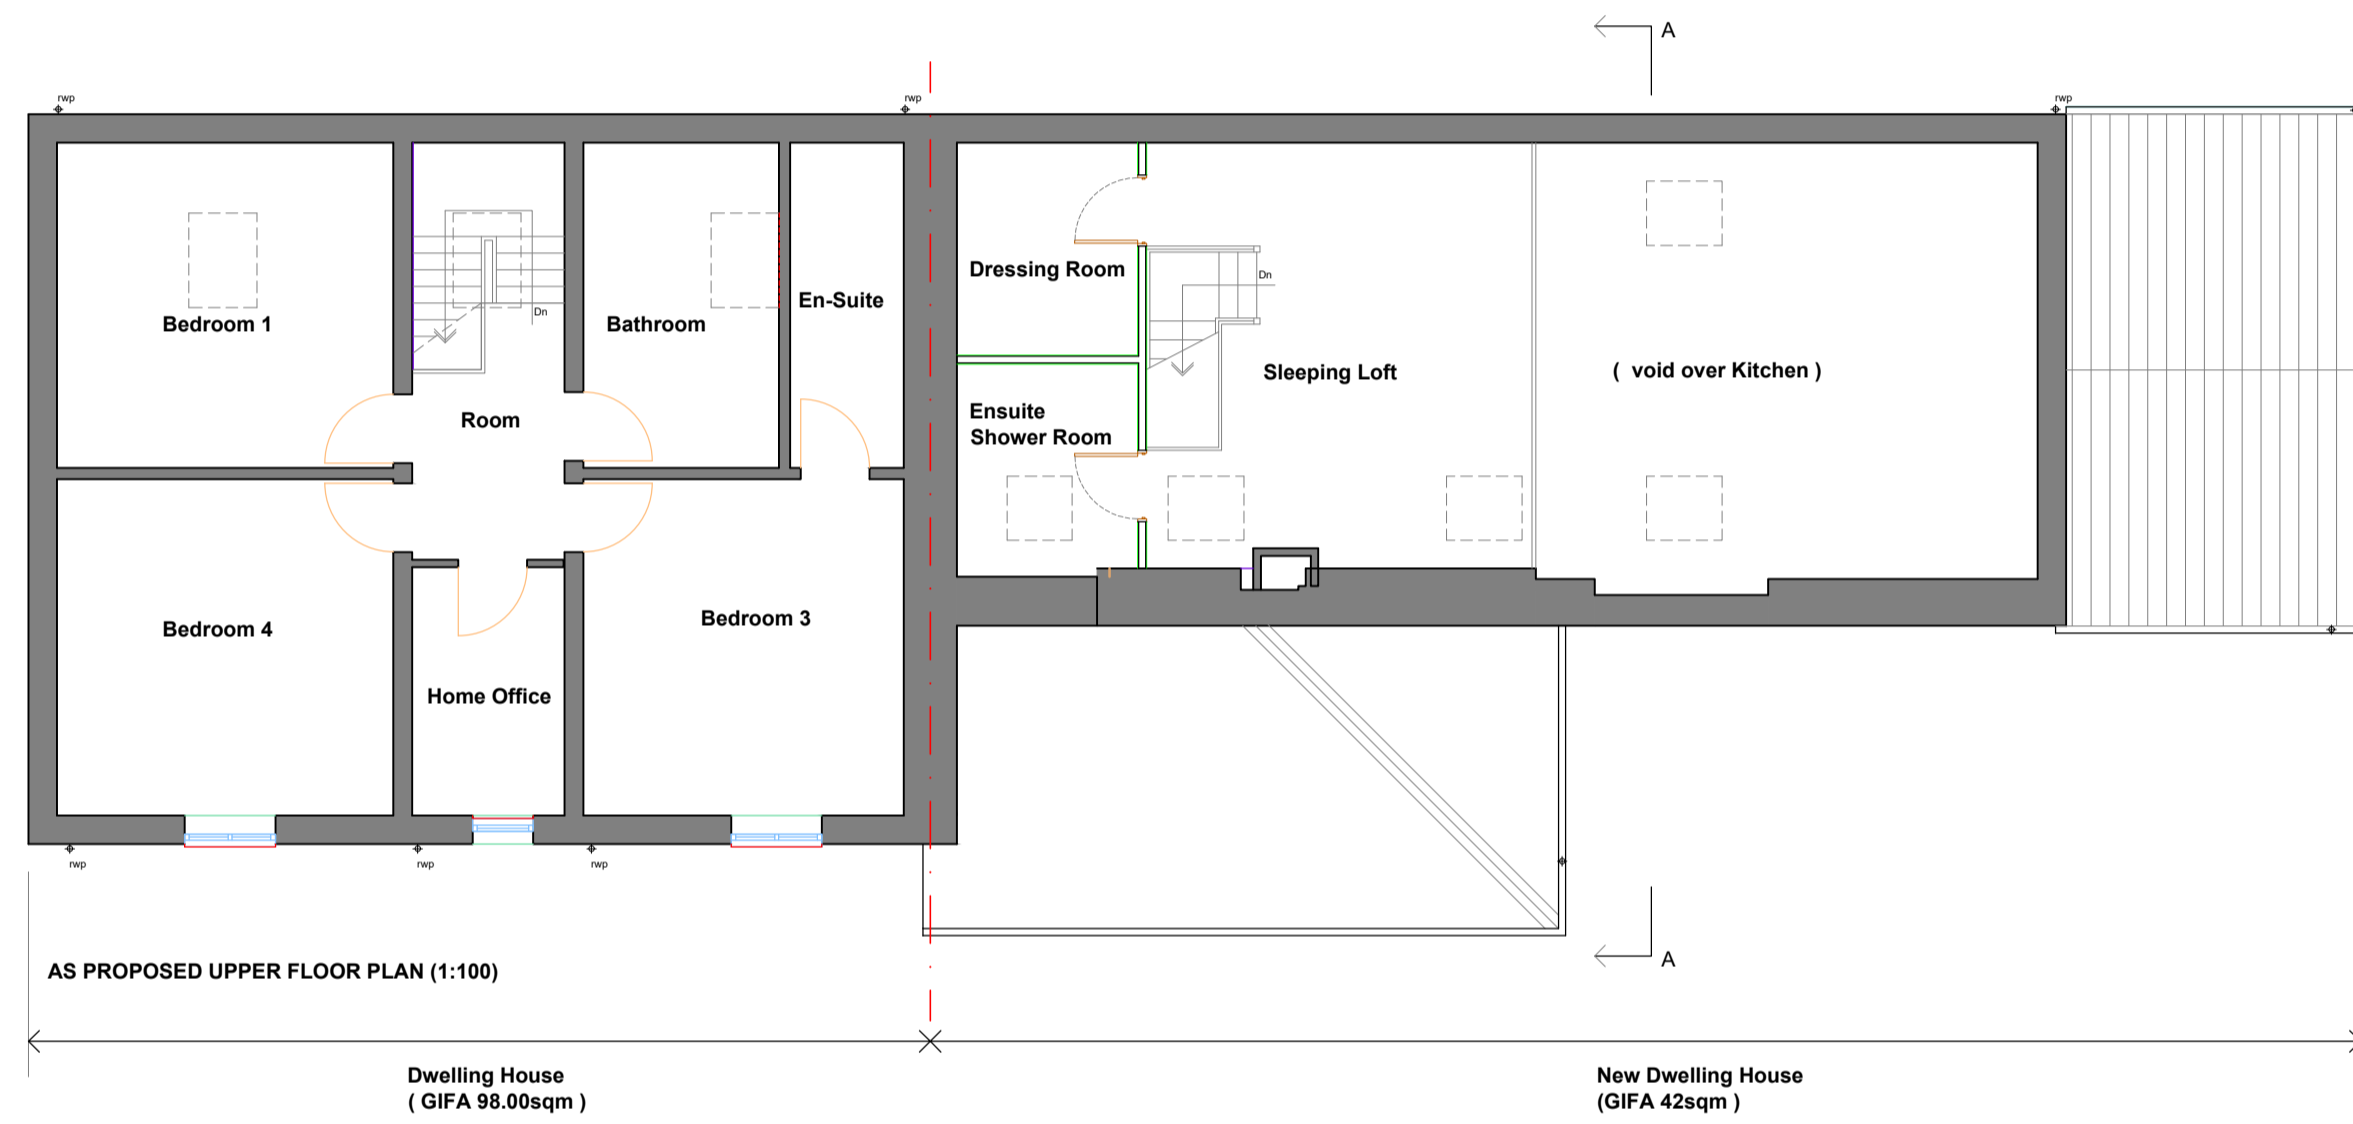 A
rwp
rwp
rwp
Dressing Room
Dn
En-Suite
Dn
Bedroom 1
Bathroom
Sleeping Loft
( void over Kitchen )
Ensuite
Shower Room
Room
Bedroom 3
Bedroom 4
Home Office
rwp
rwp
rwp
A
AS PROPOSED UPPER FLOOR PLAN (1:100)
Dwelling House
( GIFA 98.00sqm )
New Dwelling House
(GIFA 42sqm )